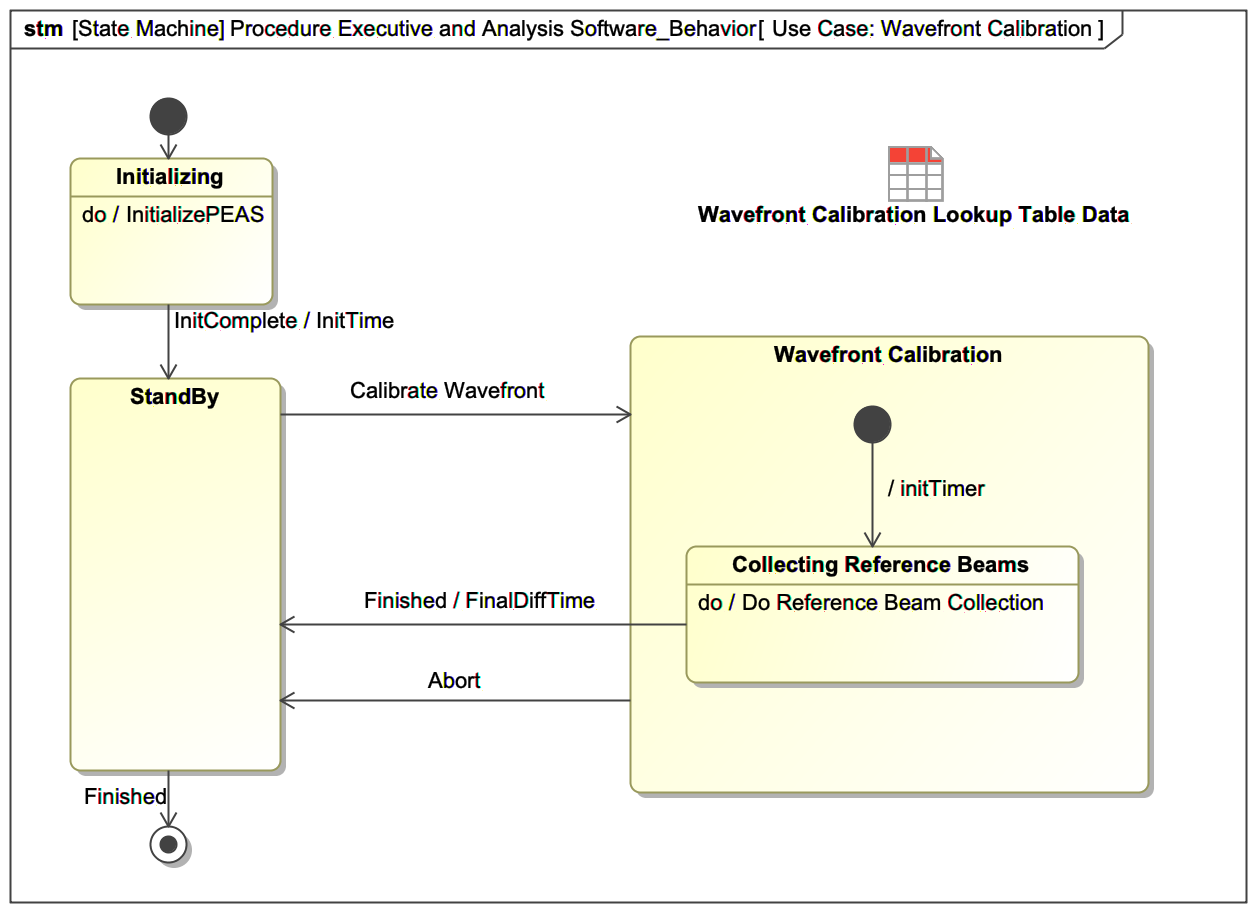 stm [State Machine] Procedure Executive and Analysis Software_Behavior[ Use Case: Wavefront Calibration ]
Initializing
do / InitializePEAS
Wavefront Calibration Lookup Table Data
InitComplete / InitTime
Wavefront Calibration
StandBy
Calibrate Wavefront
/ initTimer
Collecting Reference Beams
do / Do Reference Beam Collection
Finished / FinalDiffTime
Abort
Finished